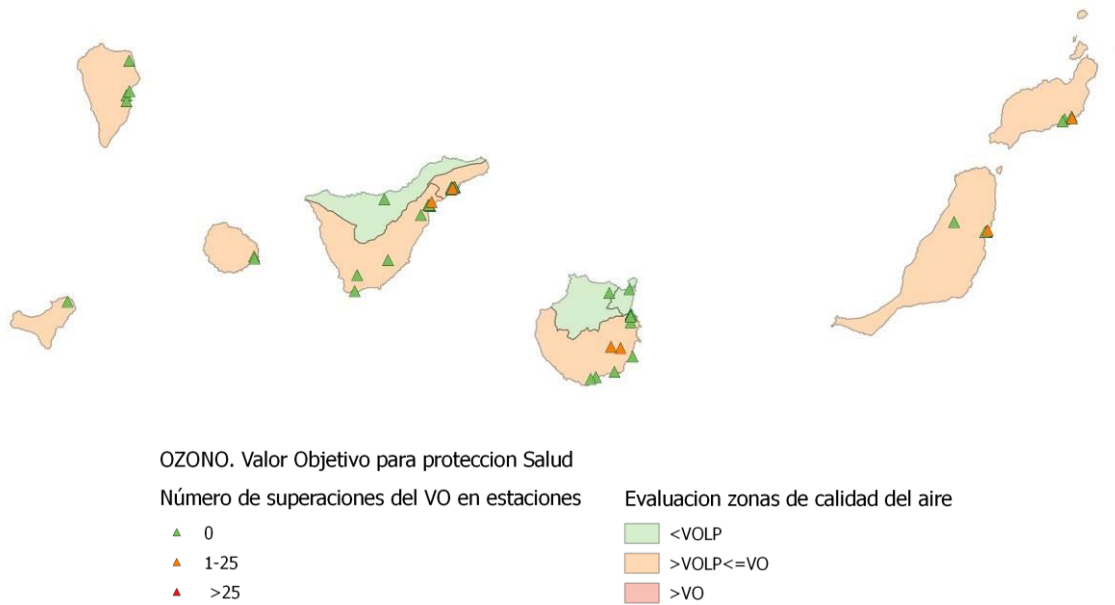 OZONO. Valor Objetivo para proteccion Salud
Número de superaciones del VO en estaciones
0
1-25
>25
Evaluacion zonas de calidad del aire
<VOLP
>VOLP<=VO
>VO